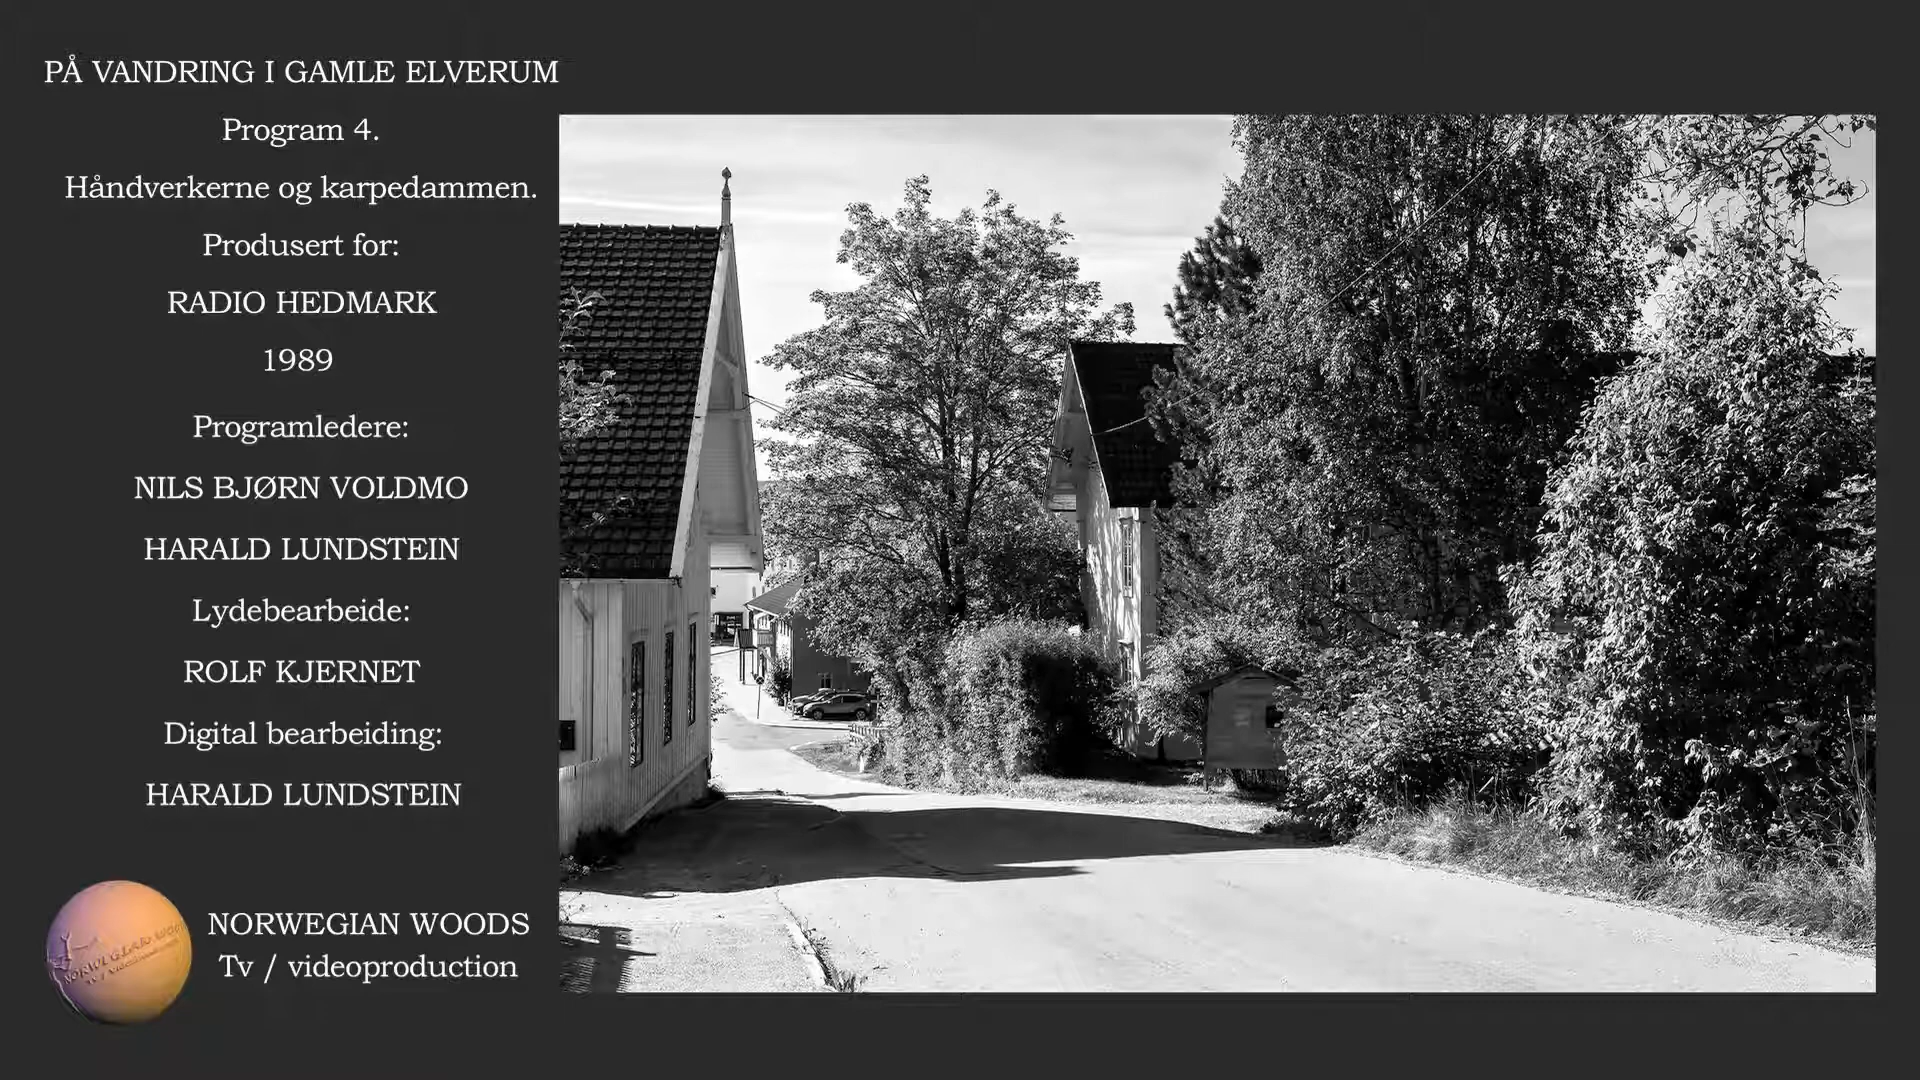 PÅ VANDRING I GAMLE ELVERUM
Program 4.
Håndverkerne og karpedammen.
Produsert for:
RADIO HEDMARK
1989
Programledere:
NILS BJØRN VOLDMO
HARALD LUNDSTEIN
Lydebearbeide:
ROLF KJERNET
Digital bearbeiding:
HARALD LUNDSTEIN
NORWEGIAN WOODS
Tv / videoproduction